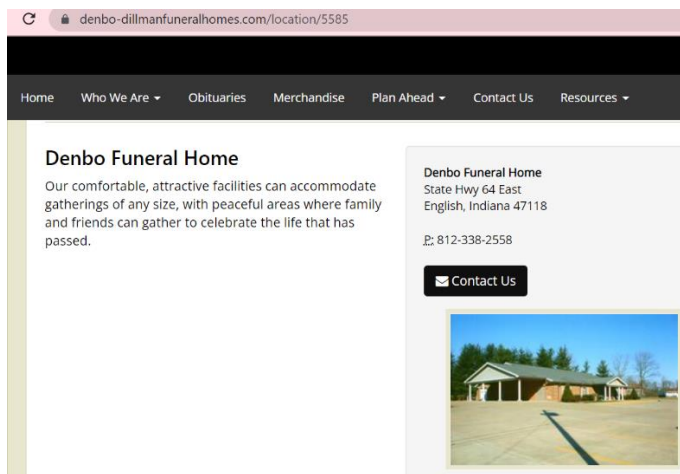 denbo-dillmanfuneralhomes.com/location/5585
Home Who We Are Obituaries Merchandise Plan Ahead Contact Us Resources
Denbo Funeral Home
Our comfortable, attractive facilities can accommodate
gatherings of any size, with peaceful areas where family
and friends can gather to celebrate the life that has
passed.
Denbo Funeral Home
State Hwy 64 East
English, Indiana 47118
P: 812-338-2558
Contact Us